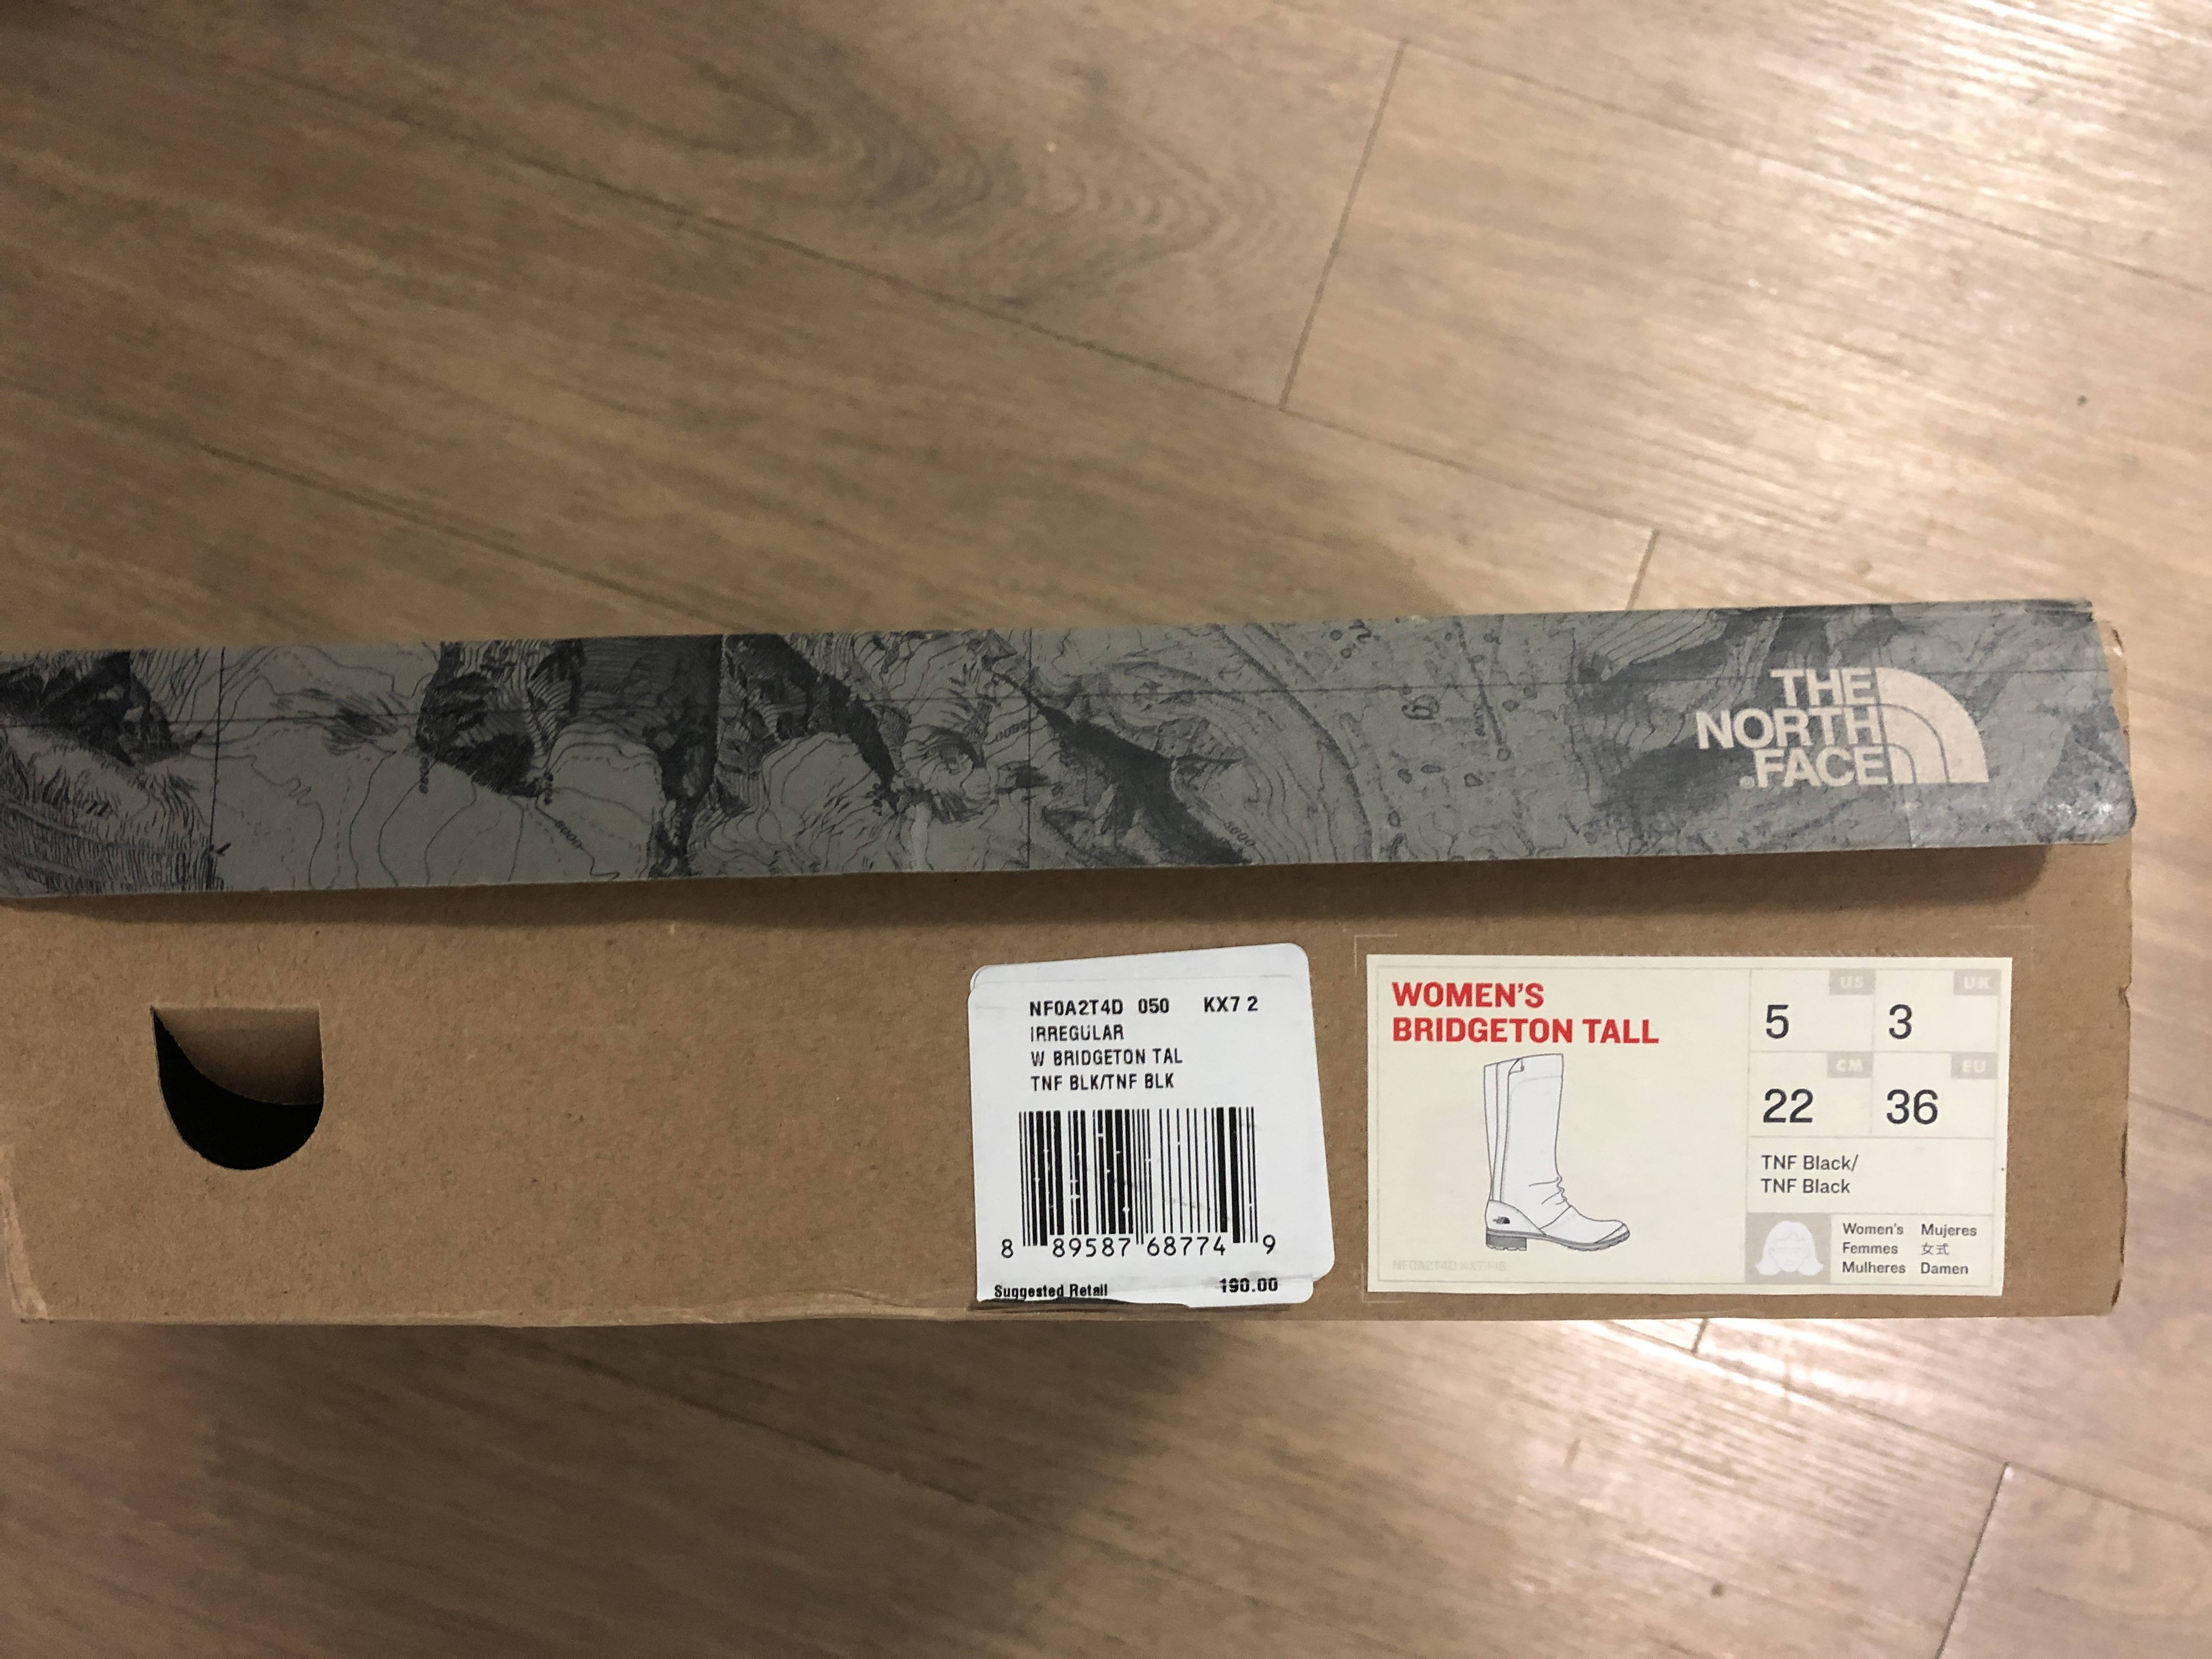 THE
NORTH
FACE
6000
5000
NF0A2T4D 050 KX7 2
IRREGULAR
W BRIDGETON TAL
TNF BLK/TNF BLK
8 89587 68774 9
Suggested Retail 190.00
WOMEN'S
BRIDGETON TALL
US
5
UK
3
CM
22
EU
36
TNF Black/
TNF Black
Women's Mujeres
Femmes 女式
Mulheres Damen